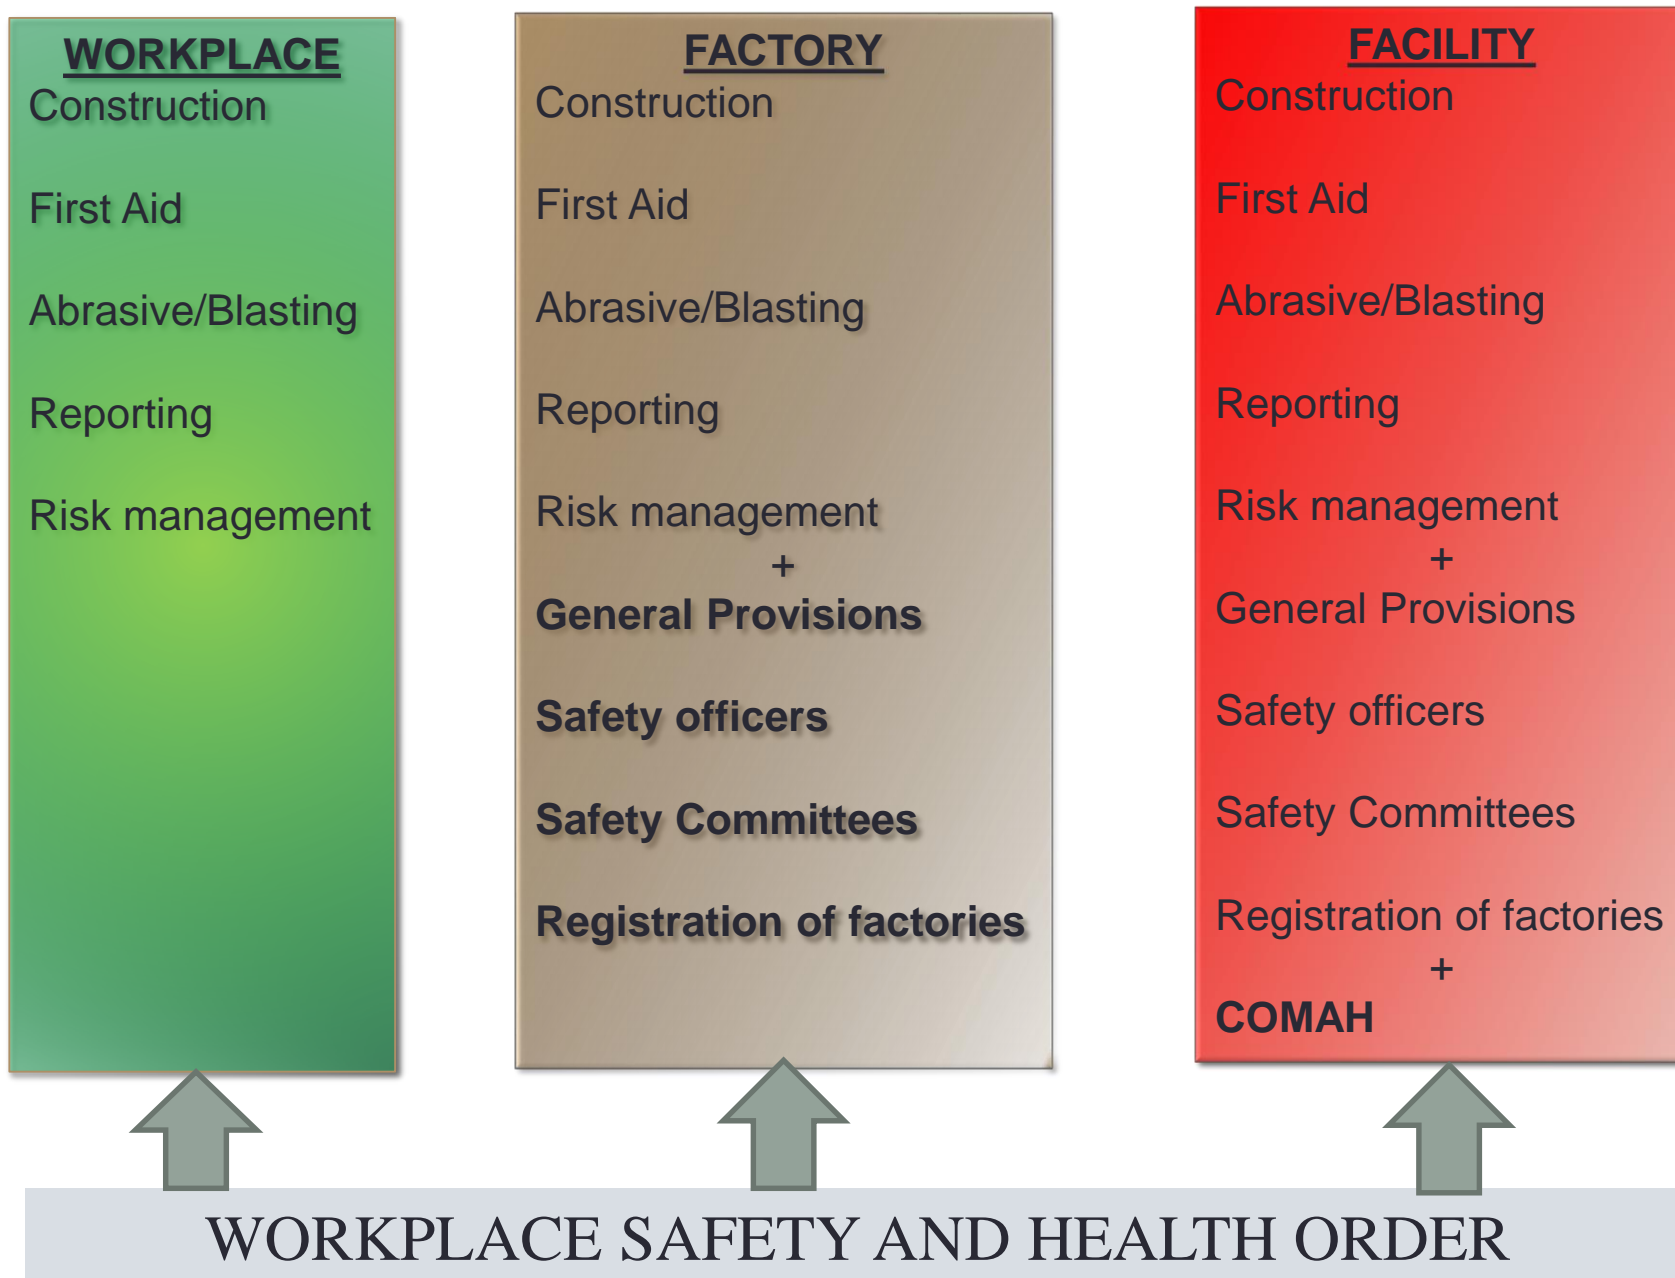 WORKPLACE
Construction
First Aid
Abrasive/Blasting
Reporting
Risk management
FACTORY
Construction
First Aid
Abrasive/Blasting
Reporting
Risk management
+
General Provisions
Safety officers
Safety Committees
Registration of factories
FACILITY
Construction
First Aid
Abrasive/Blasting
Reporting
Risk management
+
General Provisions
Safety officers
Safety Committees
Registration of factories
+
COMAH
WORKPLACE SAFETY AND HEALTH ORDER